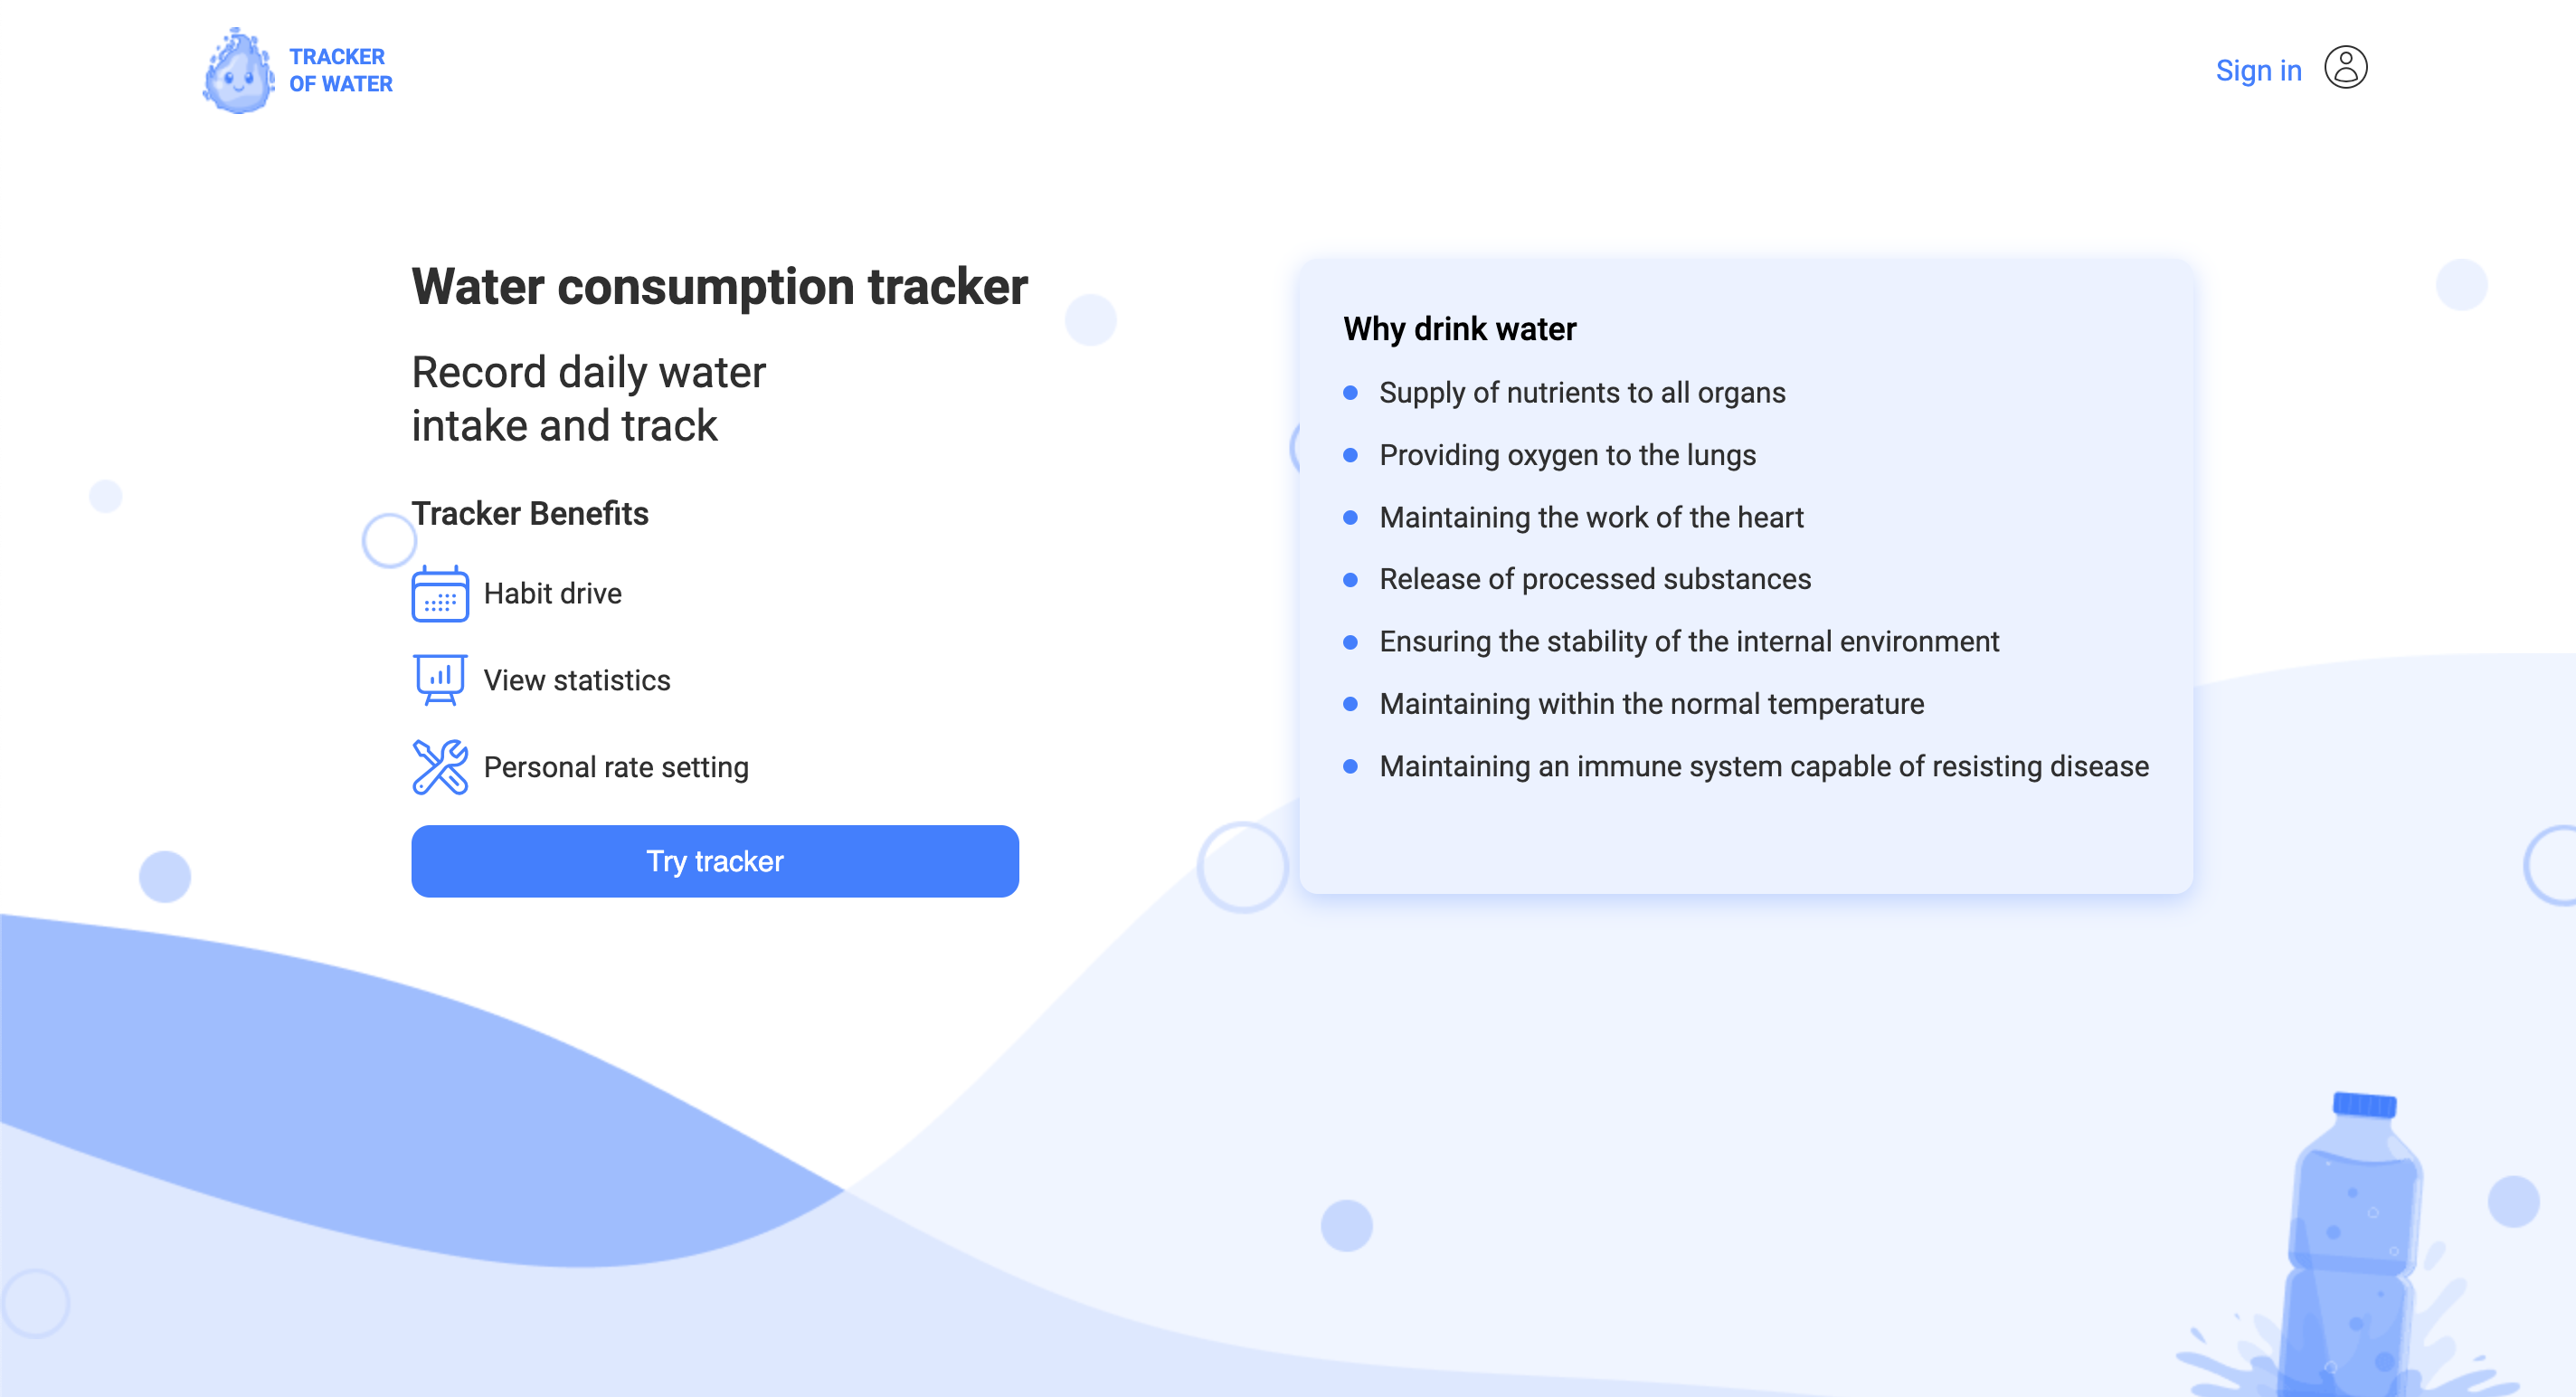 TRACKER
OF WATER
Sign in
Water consumption tracker
Record daily water
intake and track
Tracker Benefits
Habit drive
View statistics
Personal rate setting
Try tracker
Why drink water
Supply of nutrients to all organs
Providing oxygen to the lungs
Maintaining the work of the heart
Release of processed substances
Ensuring the stability of the internal environment
Maintaining within the normal temperature
Maintaining an immune system capable of resisting disease